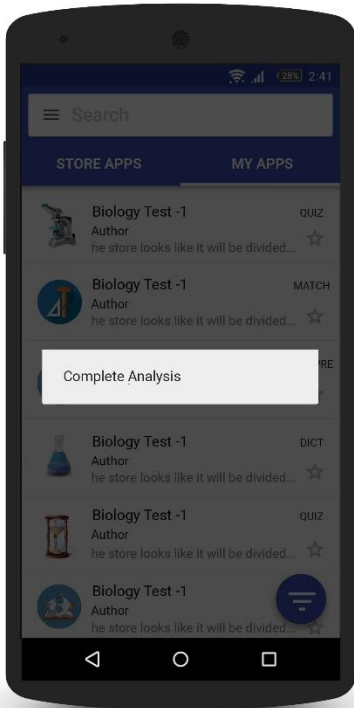 28% 2:41
Search
STORE APPS MY APPS
Biology Test -1 QUIZ
Author
he store looks like it will be divided...
Biology Test -1 MATCH
Author
he store looks like it will be divided...
Complete Analysis
Biology Test -1 DICT
Author
he store looks like it will be divided...
Biology Test -1 QUIZ
Author
he store looks like it will be divided...
Biology Test -1
Author
he store looks like it will be divided...